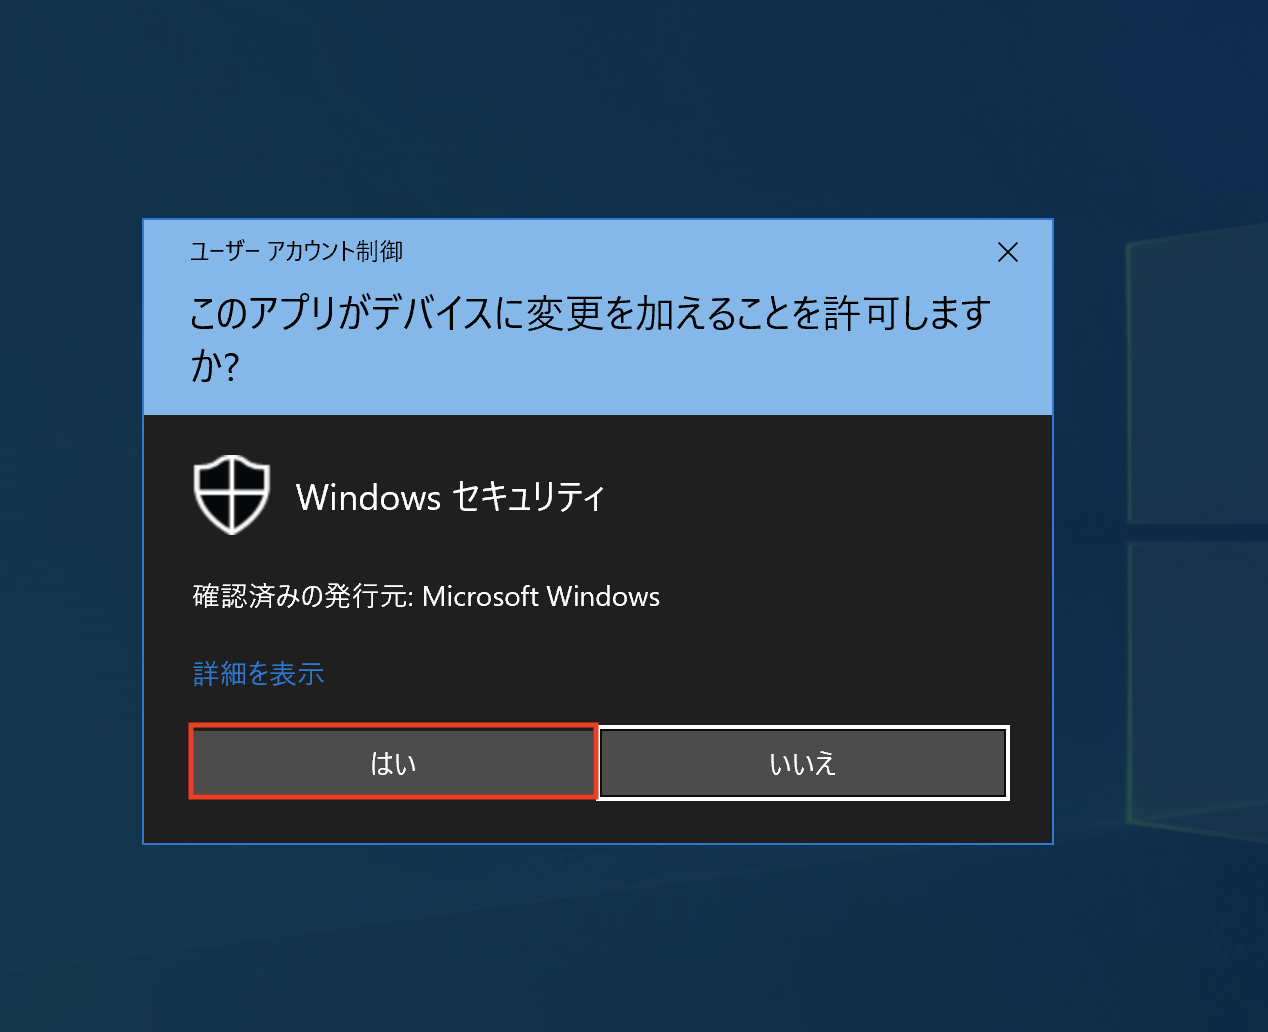 ユーザー アカウント制御
このアプリがデバイスに変更を加えることを許可します
か?
Windows セキュリティ
確認済みの発行元: Microsoft Windows
詳細を表示
はい
いいえ